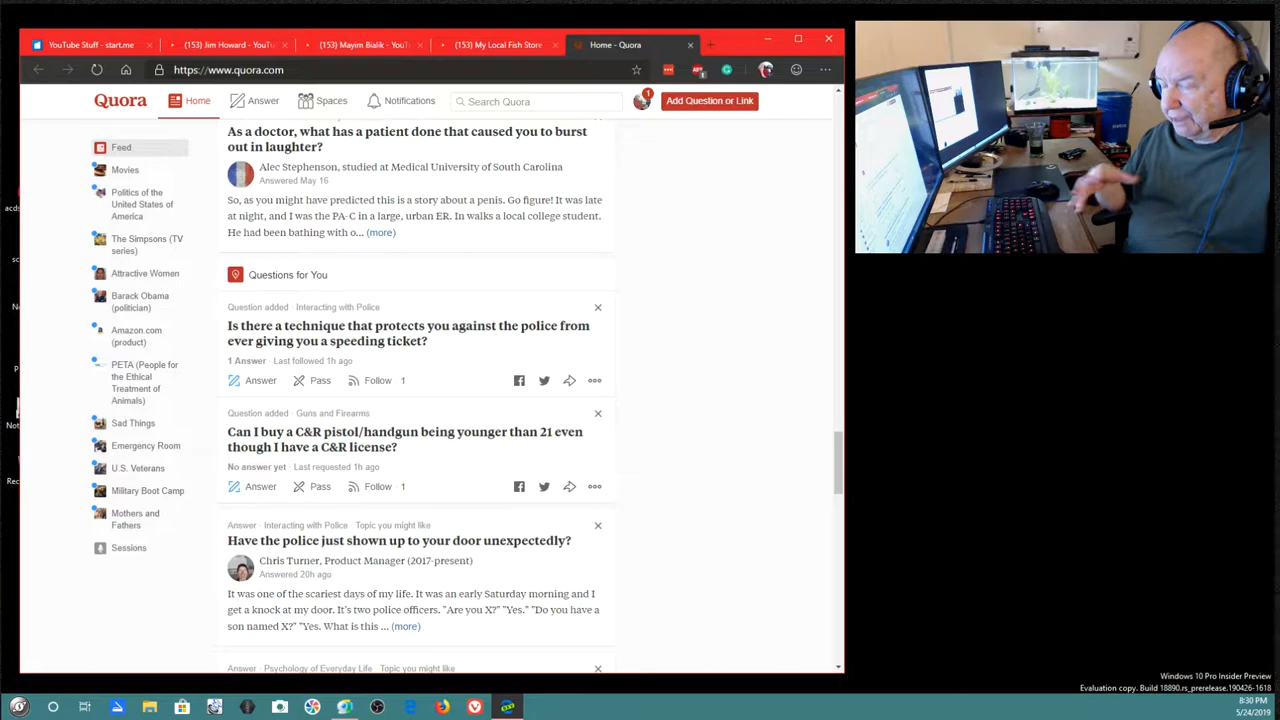 YouTube Stuff - start.me
(153) Jim Howard - YouTu
(153) Mayim Bialik - YouTu
(153) My Local Fish Store
Home - Quora
https://www.quora.com
Quora
Home
Answer
Spaces
Notifications
Search Quora
1
Add Question or Link
Feed
Movies
Politics of the
United States of
America
The Simpsons (TV
series)
Attractive Women
Barack Obama
(politician)
Amazon.com
(product)
PETA (People for
the Ethical
Treatment of
Animals)
Sad Things
Emergency Room
U.S. Veterans
Military Boot Camp
Mothers and
Fathers
Sessions
As a doctor, what has a patient done that caused you to burst
out in laughter?
Alec Stephenson, studied at Medical University of South Carolina
Answered May 16
So, as you might have predicted this is a story about a penis. Go figure! It was late
at night, and I was the PA-C in a large, urban ER. In walks a local college student.
He had been bathing with o... (more)
Questions for You
Question added · Interacting with Police
Is there a technique that protects you against the police from
ever giving you a speeding ticket?
1 Answer · Last followed 1h ago
Answer Pass Follow 1
Question added · Guns and Firearms
Can I buy a C&R pistol/handgun being younger than 21 even
though I have a C&R license?
No answer yet · Last requested 1h ago
Answer Pass Follow · 1
Answer · Interacting with Police · Topic you might like
Have the police just shown up to your door unexpectedly?
Chris Turner, Product Manager (2017-present)
Answered 20h ago
It was one of the scariest days of my life. It was an early Saturday morning and I
get a knock at my door. It's two police officers. "Are you X?" "Yes." "Do you have a
son named X?" "Yes. What is this ... (more)
Answer · Psychology of Everyday Life · Topic you might like
Windows 10 Pro Insider Preview
Evaluation copy. Build 18890.rs_prerelease.190426-1618
8:30 PM
5/24/2019